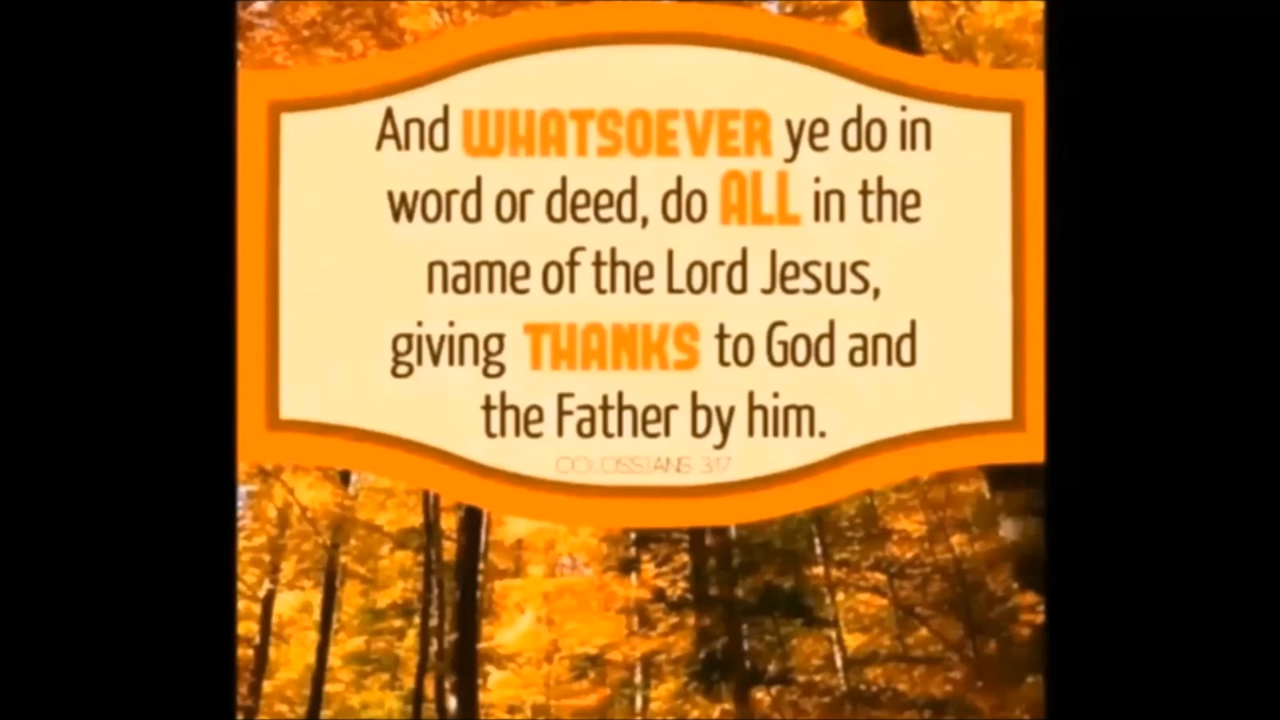 And WHATSOEVER ye do in
word or deed, do ALL in the
name of the Lord Jesus,
giving THANKS to God and
the Father by him.
COLOSSIANS 3:17